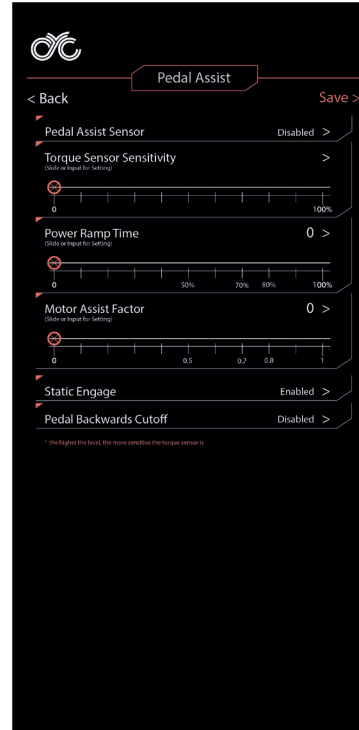 CYC
Pedal Assist
< Back
Save >
Pedal Assist Sensor
Disabled >
Torque Sensor Sensitivity
>
(Slide or Input for Setting)
0
100%
Power Ramp Time
0 >
(Slide or Input for Setting)
0 50% 70% 80% 100%
Motor Assist Factor
0 >
(Slide or Input for Setting)
0 0.5 0.7 0.8 1
Static Engage
Enabled >
Pedal Backwards Cutoff
Disabled >
* the higher the level, the more sensitive the torque sensor is